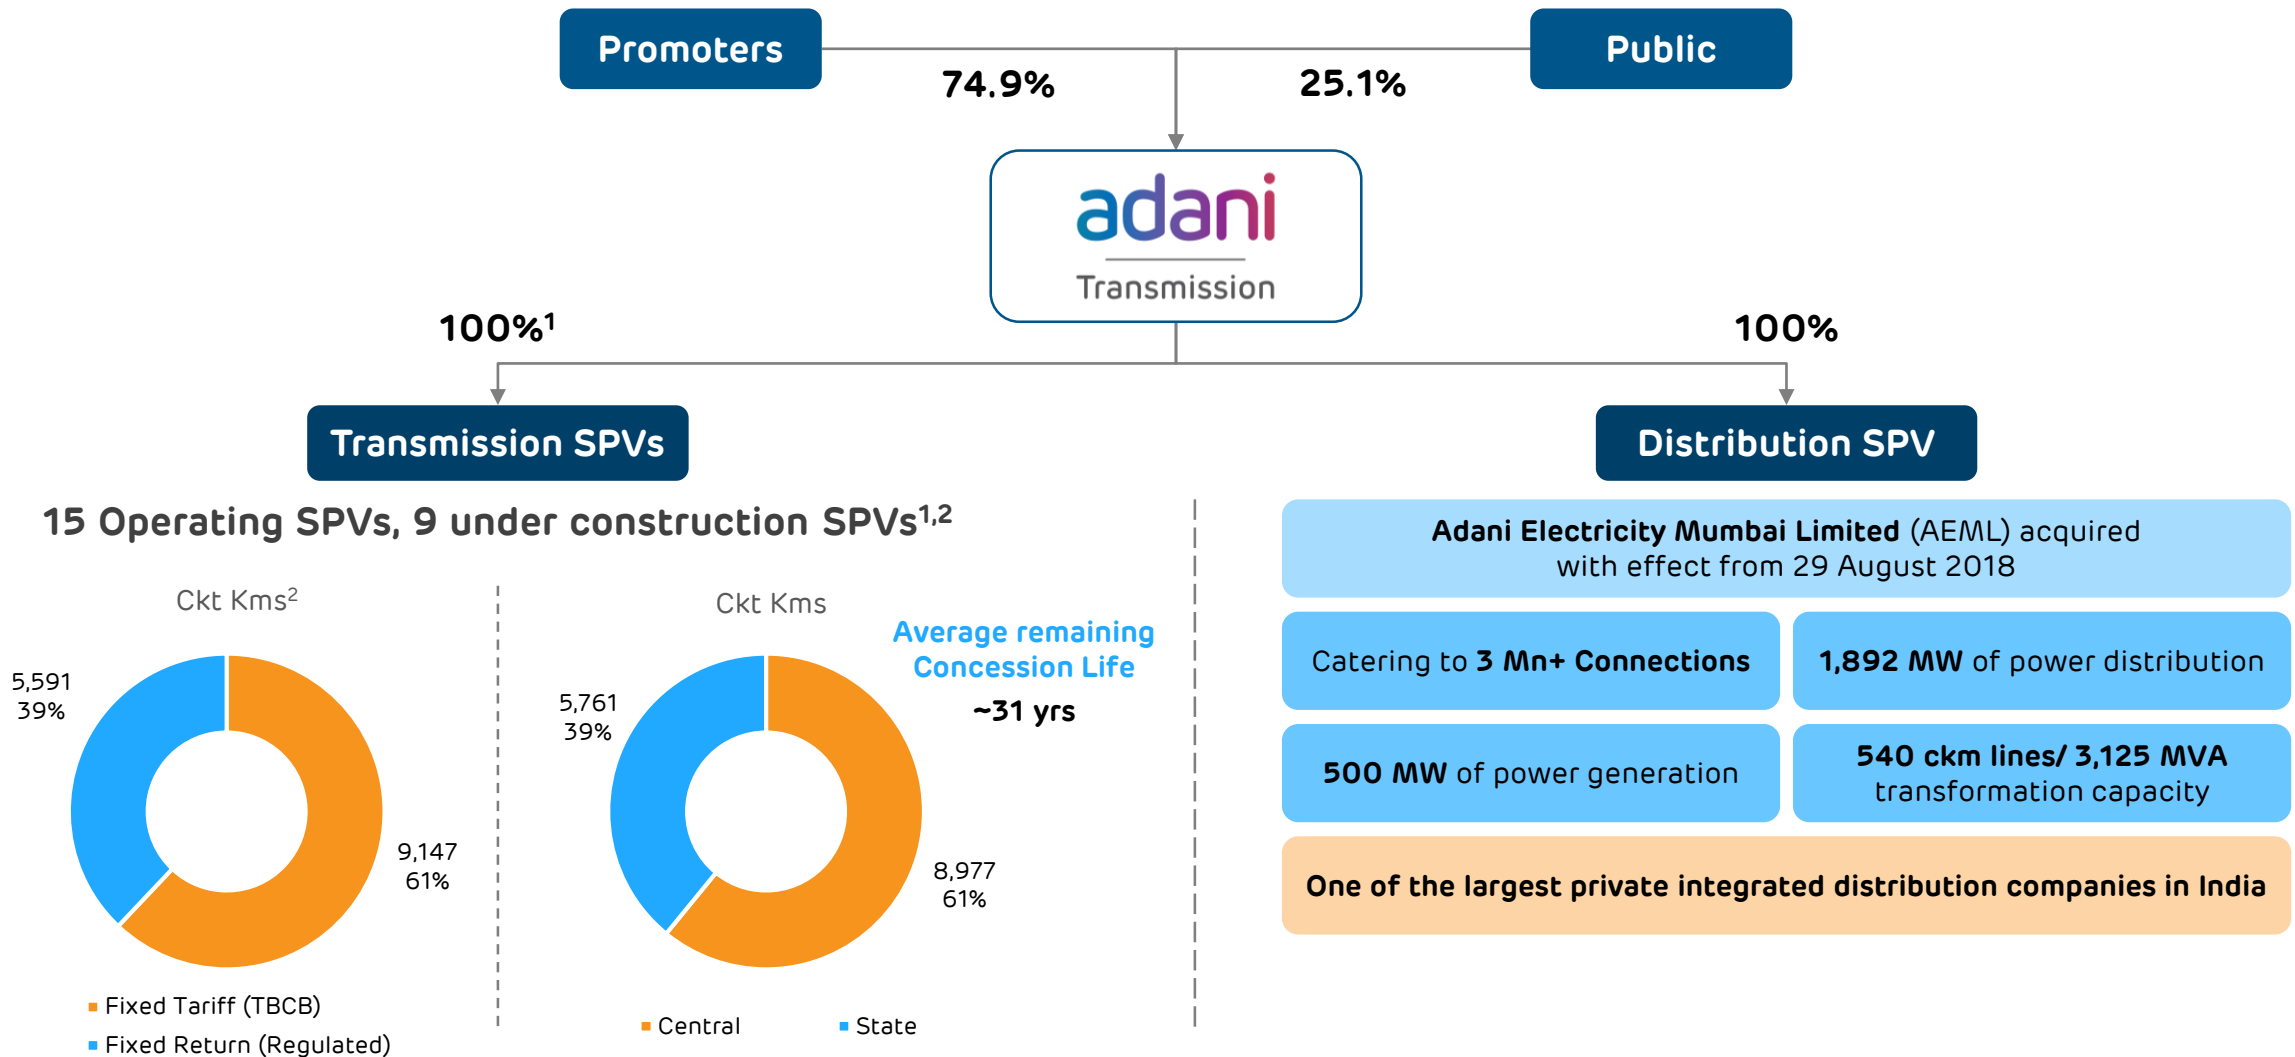 Promoters
Public
74.9%
25.1%
adani
Transmission
100%¹
100%
Transmission SPVs
Distribution SPV
15 Operating SPVs, 9 under construction SPVs¹,²
Ckt Kms²
5,591
39%
9,147
61%
Fixed Tariff (TBCB)
Fixed Return (Regulated)
Ckt Kms
5,761
39%
8,977
61%
Central
State
Average remaining
Concession Life
~31 yrs
Adani Electricity Mumbai Limited (AEML) acquired
with effect from 29 August 2018
Catering to 3 Mn+ Connections
1,892 MW of power distribution
500 MW of power generation
540 ckm lines/ 3,125 MVA
transformation capacity
One of the largest private integrated distribution companies in India